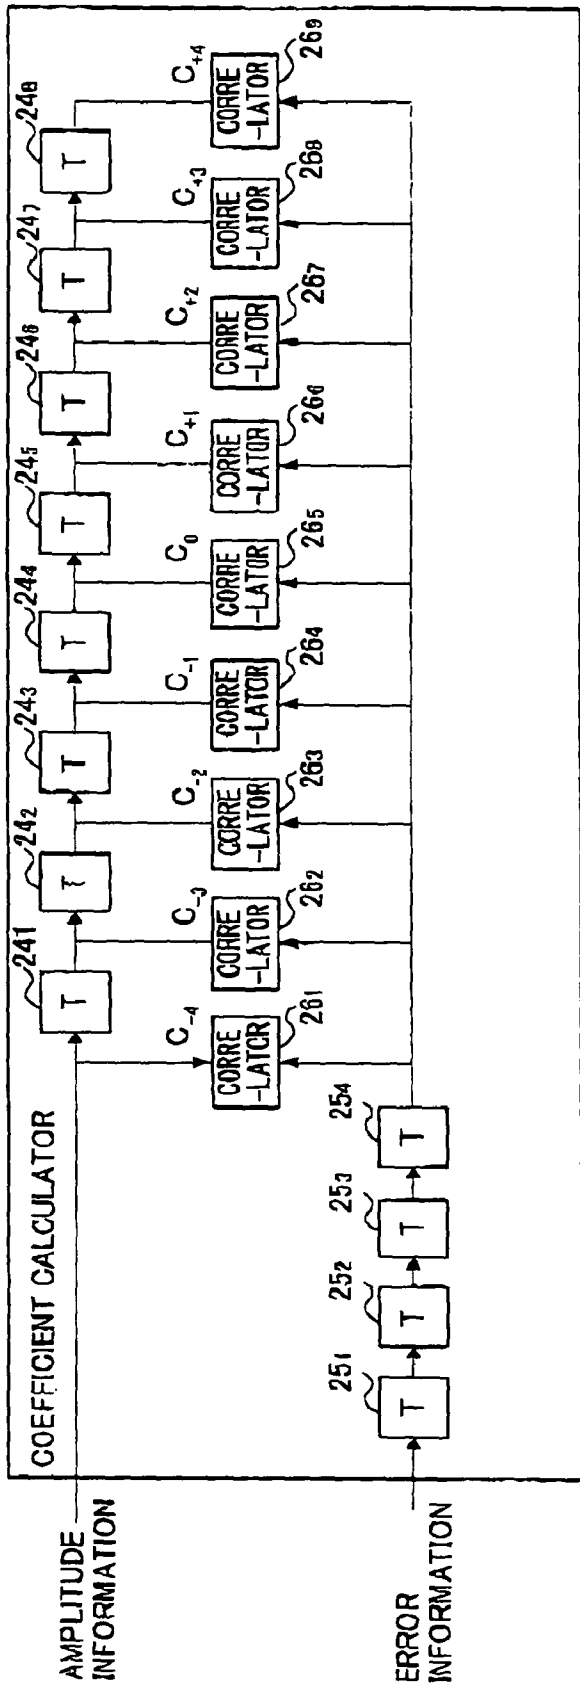 COEFFICIENT CALCULATOR
AMPLITUDE
INFORMATION
24₁ 24₂ 24₃ 24₄ 24₅ 24₆ 24₇ 24₈
T T T T T T T T
C₋₄ C₋₃ C₋₂ C₋₁ C₀ C₊₁ C₊₂ C₊₃ C₊₄
CORRE
-LATOR
CORRE
-LATOR
CORRE
-LATOR
CORRE
-LATOR
CORRE
-LATOR
CORRE
-LATOR
CORRE
-LATOR
CORRE
-LATOR
CORRE
-LATOR
26₁ 26₂ 26₃ 26₄ 26₅ 26₆ 26₇ 26₈ 26₉
25₁ 25₂ 25₃ 25₄
T T T T
ERROR
INFORMATION